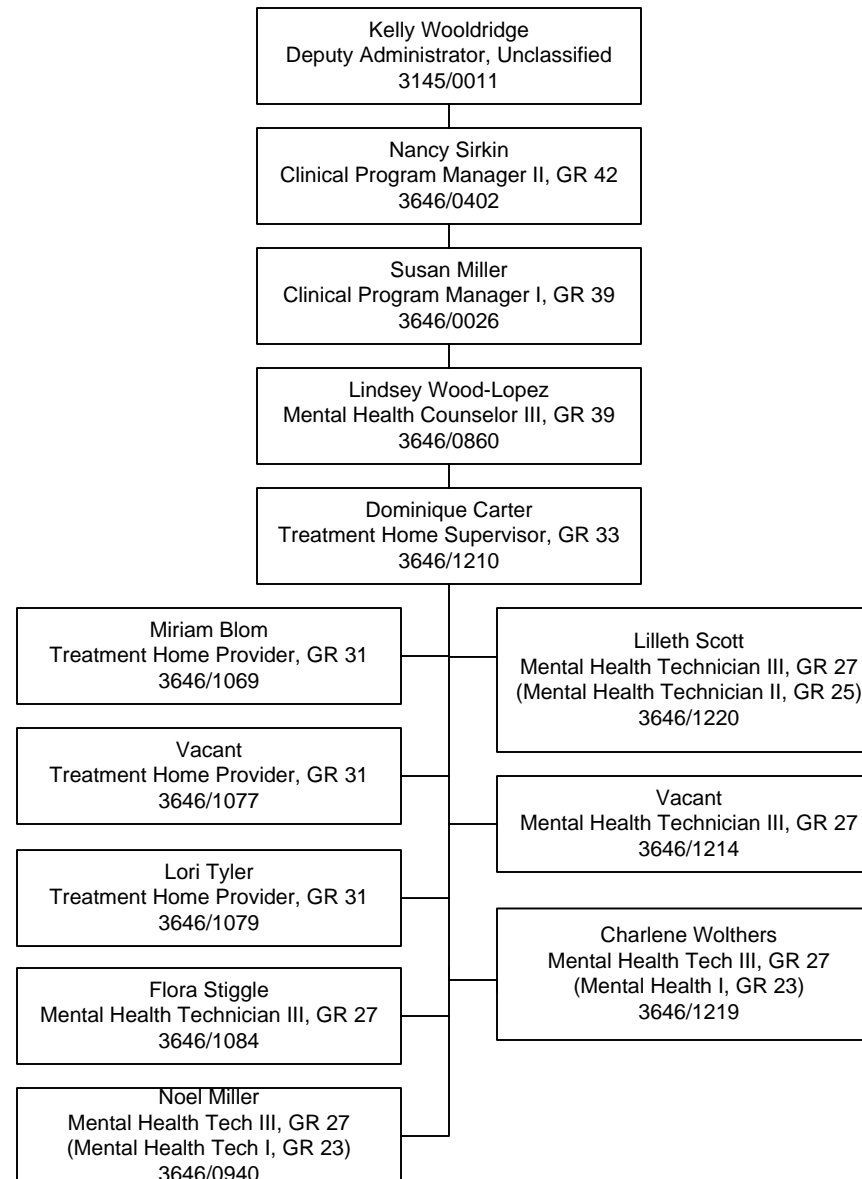 Kelly Wooldridge
Deputy Administrator, Unclassified
3145/0011
Nancy Sirkin
Clinical Program Manager II, GR 42
3646/0402
Susan Miller
Clinical Program Manager I, GR 39
3646/0026
Lindsey Wood-Lopez
Mental Health Counselor III, GR 39
3646/0860
Dominique Carter
Treatment Home Supervisor, GR 33
3646/1210
Miriam Blom
Treatment Home Provider, GR 31
3646/1069
Vacant
Treatment Home Provider, GR 31
3646/1077
Lori Tyler
Treatment Home Provider, GR 31
3646/1079
Flora Stiggle
Mental Health Technician III, GR 27
3646/1084
Noel Miller
Mental Health Tech III, GR 27
(Mental Health Tech I, GR 23)
3646/0940
Lilleth Scott
Mental Health Technician III, GR 27
(Mental Health Technician II, GR 25)
3646/1220
Vacant
Mental Health Technician III, GR 27
3646/1214
Charlene Wolthers
Mental Health Tech III, GR 27
(Mental Health I, GR 23)
3646/1219